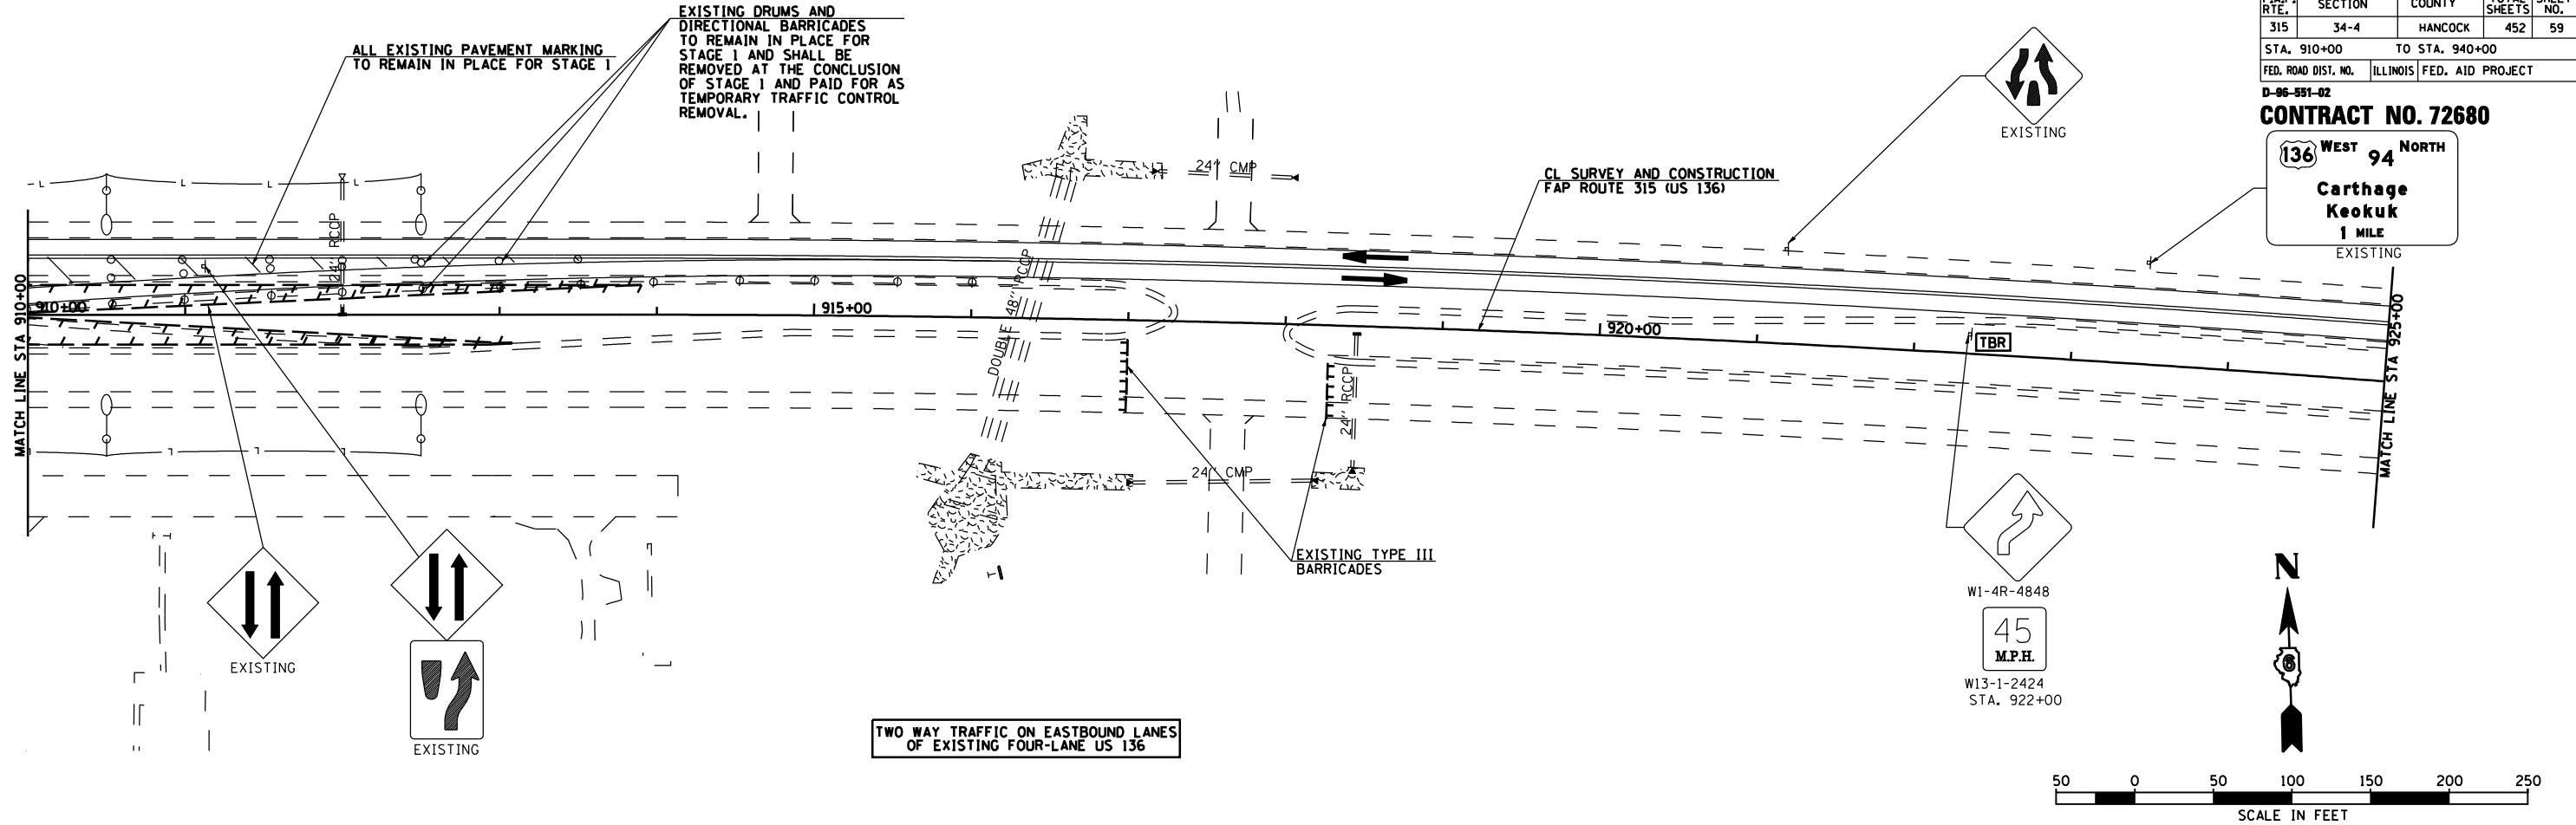 EXISTING DRUMS AND
DIRECTIONAL BARRICADES
TO REMAIN IN PLACE FOR
STAGE 1 AND SHALL BE
REMOVED AT THE CONCLUSION
OF STAGE 1 AND PAID FOR AS
TEMPORARY TRAFFIC CONTROL
REMOVAL.
ALL EXISTING PAVEMENT MARKING
TO REMAIN IN PLACE FOR STAGE 1
RTE.
SECTION
COUNTY
SHEETS
NO.
315
34-4
HANCOCK
452
59
STA. 910+00
TO STA. 940+00
FED. ROAD DIST. NO.
ILLINOIS
FED. AID PROJECT
D-96-551-02
CONTRACT NO. 72680
136 WEST 94 NORTH
Carthage
Keokuk
1 MILE
EXISTING
EXISTING
CL SURVEY AND CONSTRUCTION
FAP ROUTE 315 (US 136)
24" CMP
L
L
L
L
24" RCCP
DOUBLE 48" RCCP
MATCH LINE STA 910+00
910+00
915+00
920+00
TBR
MATCH LINE STA 925+00
24" RCCP
24" CMP
EXISTING TYPE III
BARRICADES
T
EXISTING
EXISTING
W1-4R-4848
45
M.P.H.
W13-1-2424
STA. 922+00
N
6
TWO WAY TRAFFIC ON EASTBOUND LANES
OF EXISTING FOUR-LANE US 136
50 0 50 100 150 200 250
SCALE IN FEET